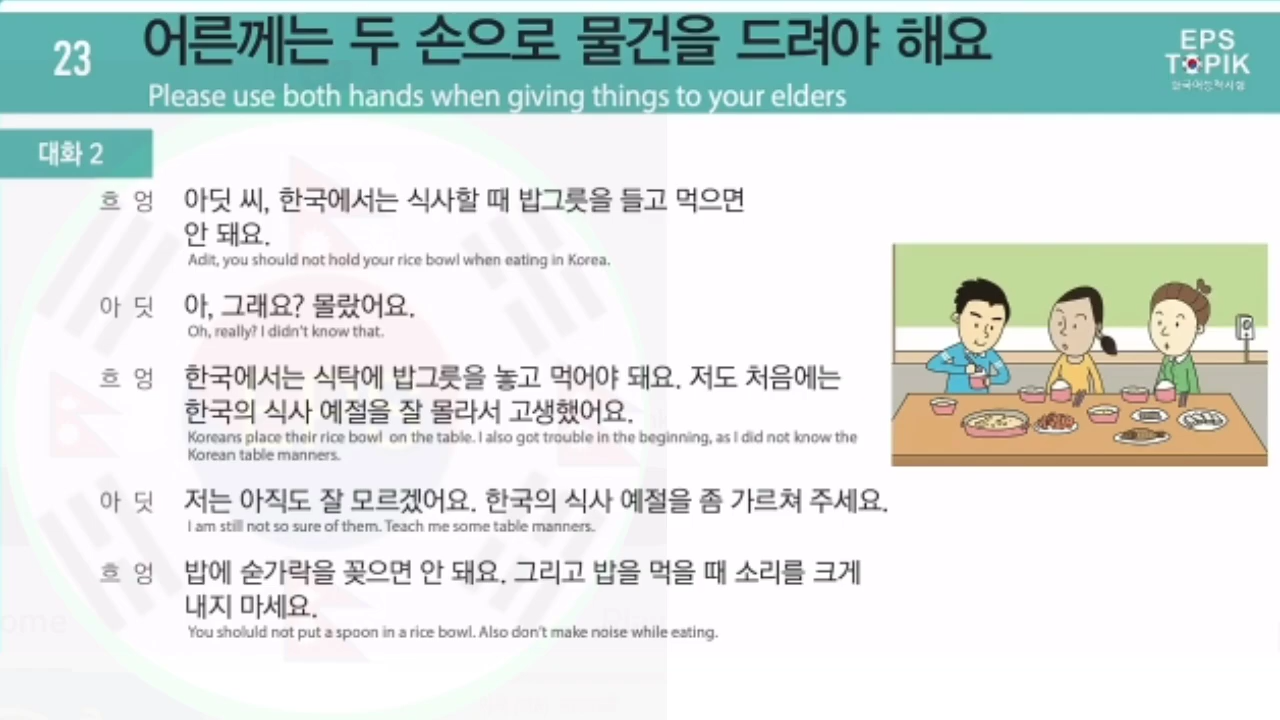 23
어른께는 두 손으로 물건을 드려야 해요
Please use both hands when giving things to your elders
EPS
TOPIK
한국어능력시험
대화 2
흐 엉 아딧 씨, 한국에서는 식사할 때 밥그릇을 들고 먹으면
안 돼요.
Adit, you should not hold your rice bowl when eating in Korea.
아 딧 아, 그래요? 몰랐어요.
Oh, really? I didn't know that.
흐 엉 한국에서는 식탁에 밥그릇을 놓고 먹어야 돼요. 저도 처음에는
한국의 식사 예절을 잘 몰라서 고생했어요.
Koreans place their rice bowl on the table. I also got trouble in the beginning, as I did not know the
Korean table manners.
아 딧 저는 아직도 잘 모르겠어요. 한국의 식사 예절을 좀 가르쳐 주세요.
I am still not so sure of them. Teach me some table manners.
흐 엉 밥에 숟가락을 꽂으면 안 돼요. 그리고 밥을 먹을 때 소리를 크게
내지 마세요.
You sholuld not put a spoon in a rice bowl. Also don't make noise while eating.